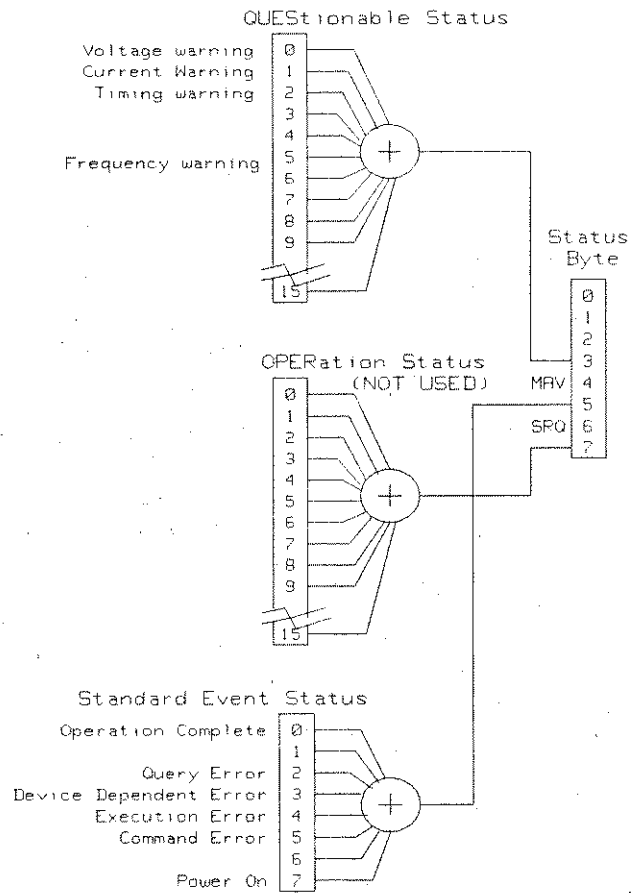 QUEStionable Status
Voltage warning 0
Current Warning 1
Timing warning 2
3
4
Frequency warning 5
6
7
8
9
15
+
Status
Byte
0
1
2
3
MAV 4
5
SRQ 6
7
OPERation Status
(NOT USED)
0
1
2
3
4
5
6
7
8
9
15
+
Standard Event Status
Operation Complete 0
1
Query Error 2
Device Dependent Error 3
Execution Error 4
Command Error 5
6
Power On 7
+